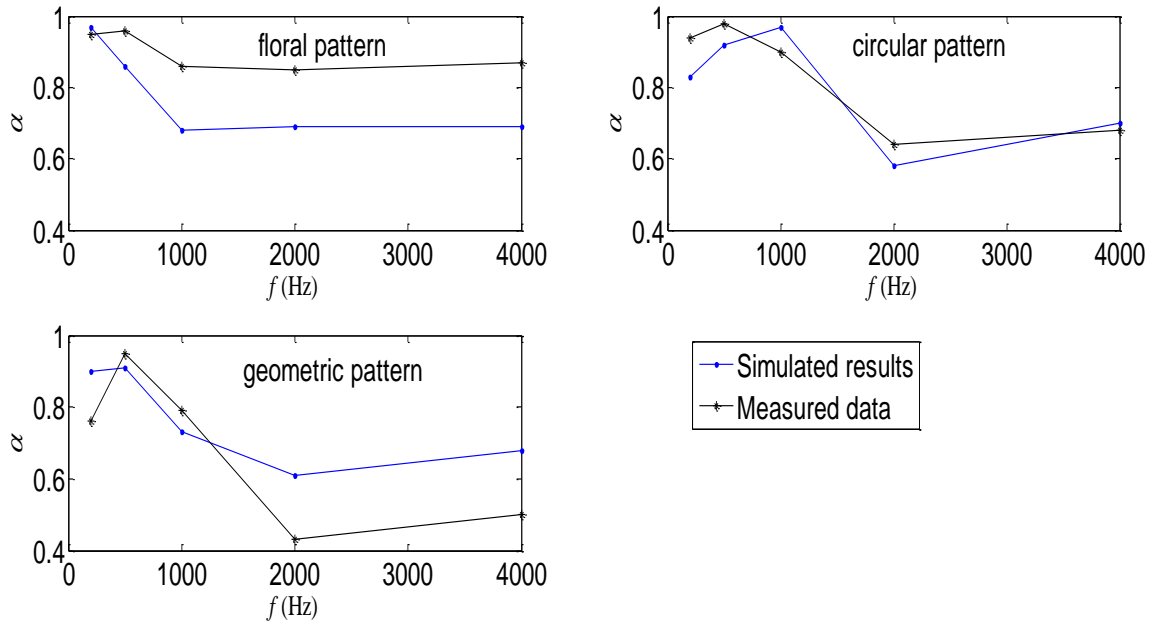 1
floral pattern
0.8
α
0.6
0.4
0 1000 2000 3000 4000
f (Hz)
1
circular pattern
0.8
α
0.6
0.4
0 1000 2000 3000 4000
f (Hz)
1
geometric pattern
0.8
α
0.6
0.4
0 1000 2000 3000 4000
f (Hz)
Simulated results
Measured data